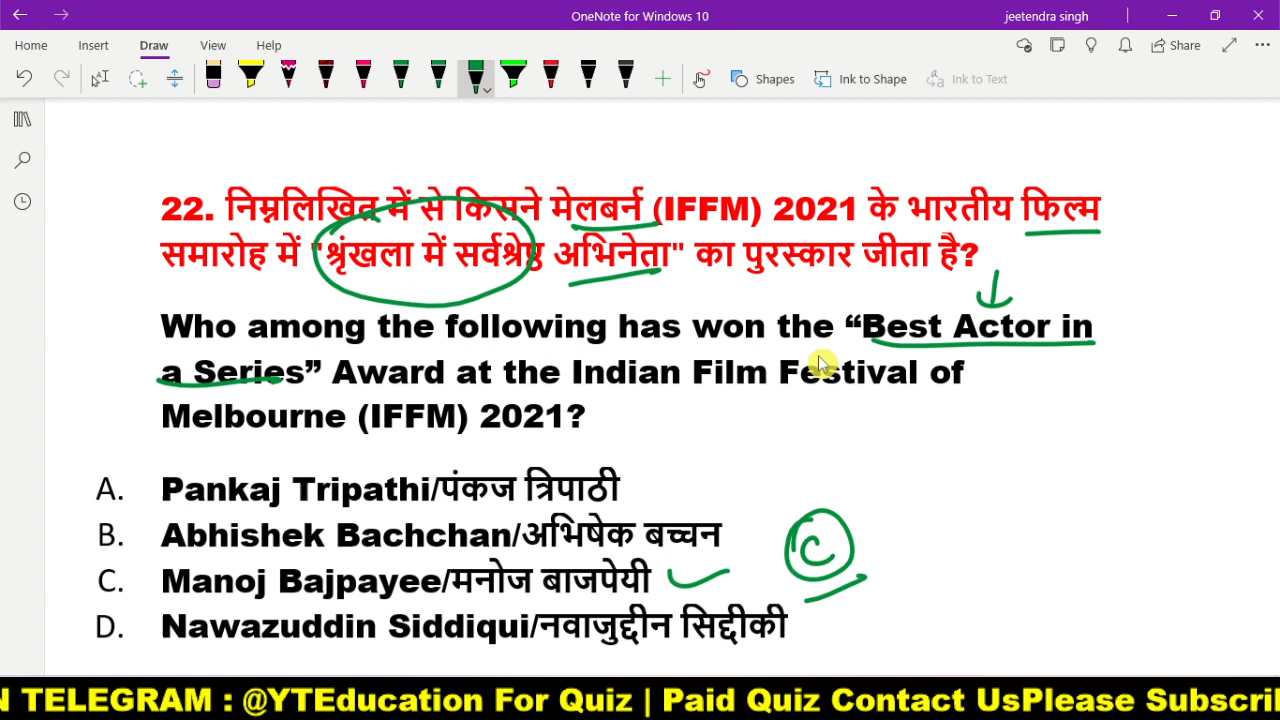 OneNote for Windows 10
jeetendra singh
Home Insert Draw View Help
Share
Shapes
Ink to Shape
Ink to Text
22. निम्नलिखित में से किसने मेलबर्न (IFFM) 2021 के भारतीय फिल्म
समारोह में "श्रृंखला में सर्वश्रेष्ठ अभिनेता" का पुरस्कार जीता है?
Who among the following has won the “Best Actor in
a Series” Award at the Indian Film Festival of
Melbourne (IFFM) 2021?
A. Pankaj Tripathi/पंकज त्रिपाठी
B. Abhishek Bachchan/अभिषेक बच्चन
C
C. Manoj Bajpayee/मनोज बाजपेयी
D. Nawazuddin Siddiqui/नवाजुद्दीन सिद्दीकी
N TELEGRAM : @YTEducation For Quiz | Paid Quiz Contact UsPlease Subscri